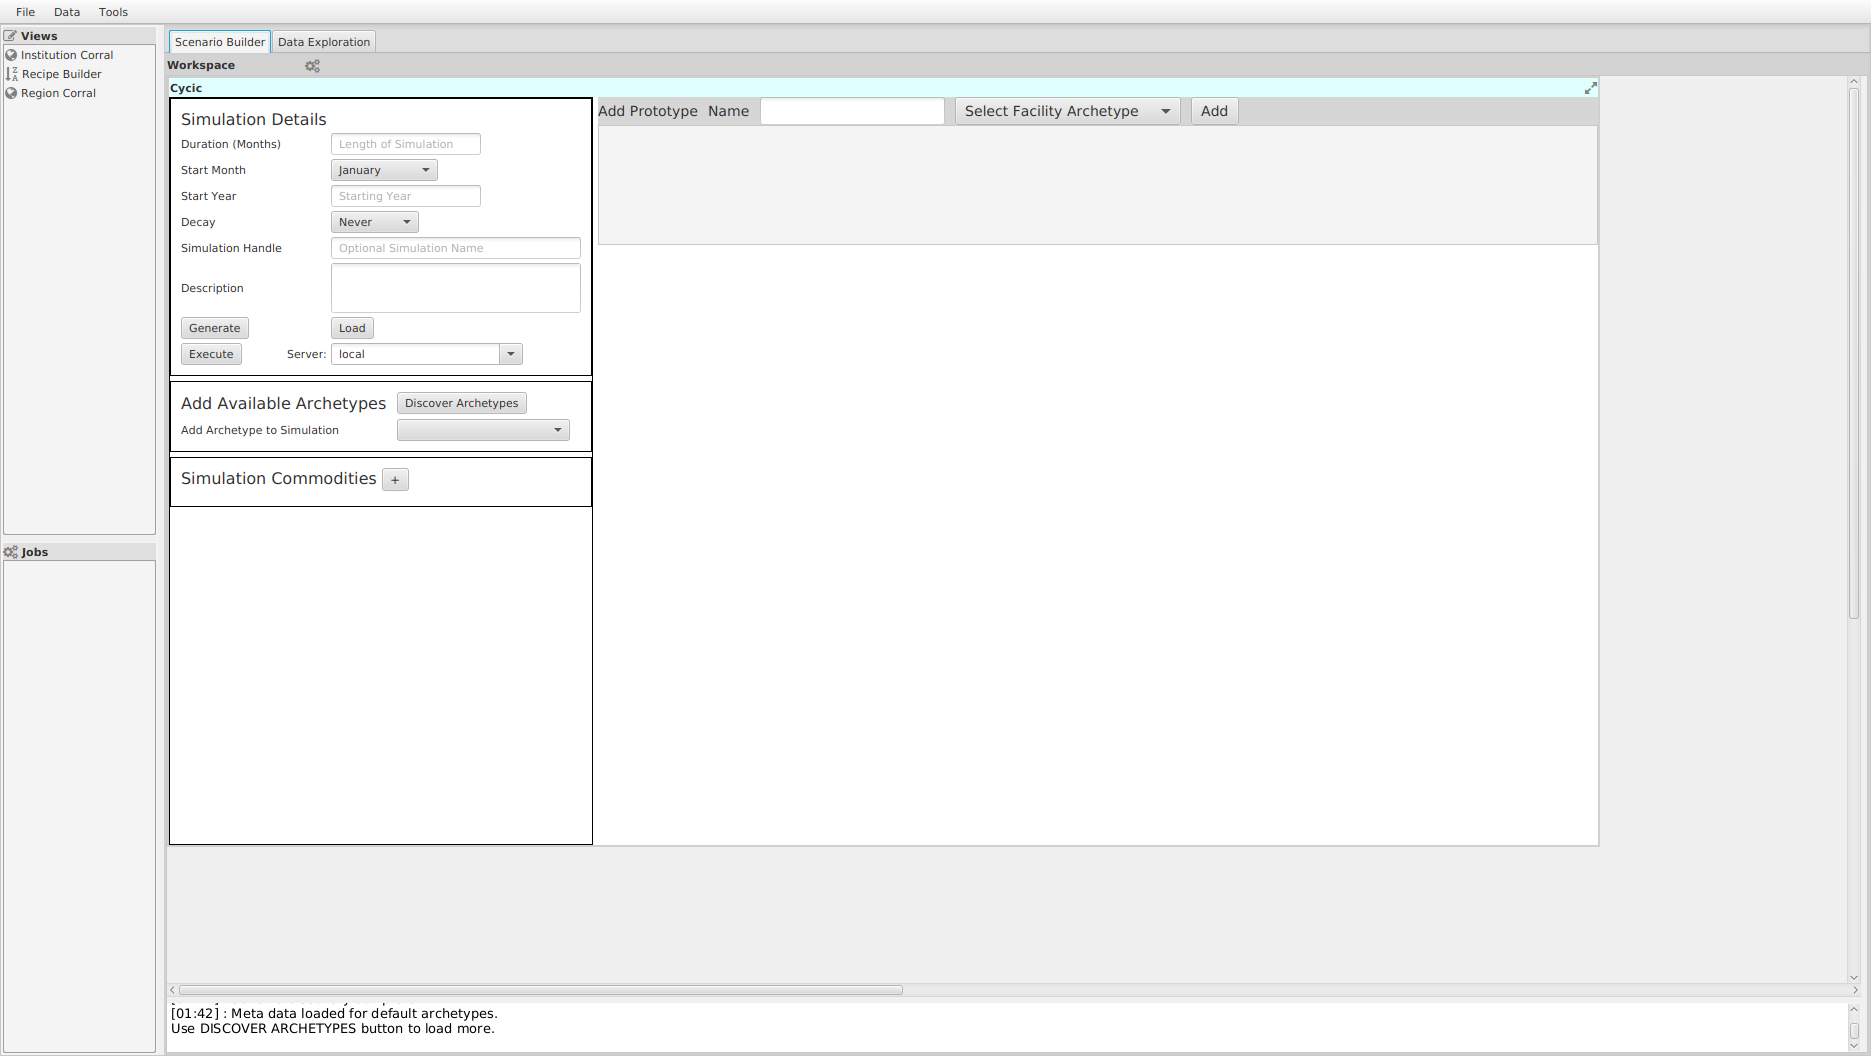 File Data Tools
Views
Institution Corral
Recipe Builder
Region Corral
Jobs
Scenario Builder Data Exploration
Workspace
Cycic
Simulation Details
Duration (Months) Length of Simulation
Start Month January
Start Year Starting Year
Decay Never
Simulation Handle Optional Simulation Name
Description
Generate Load
Execute Server: local
Add Available Archetypes Discover Archetypes
Add Archetype to Simulation
Simulation Commodities +
Add Prototype Name Select Facility Archetype Add
[01:42] : Meta data loaded for default archetypes.
Use DISCOVER ARCHETYPES button to load more.